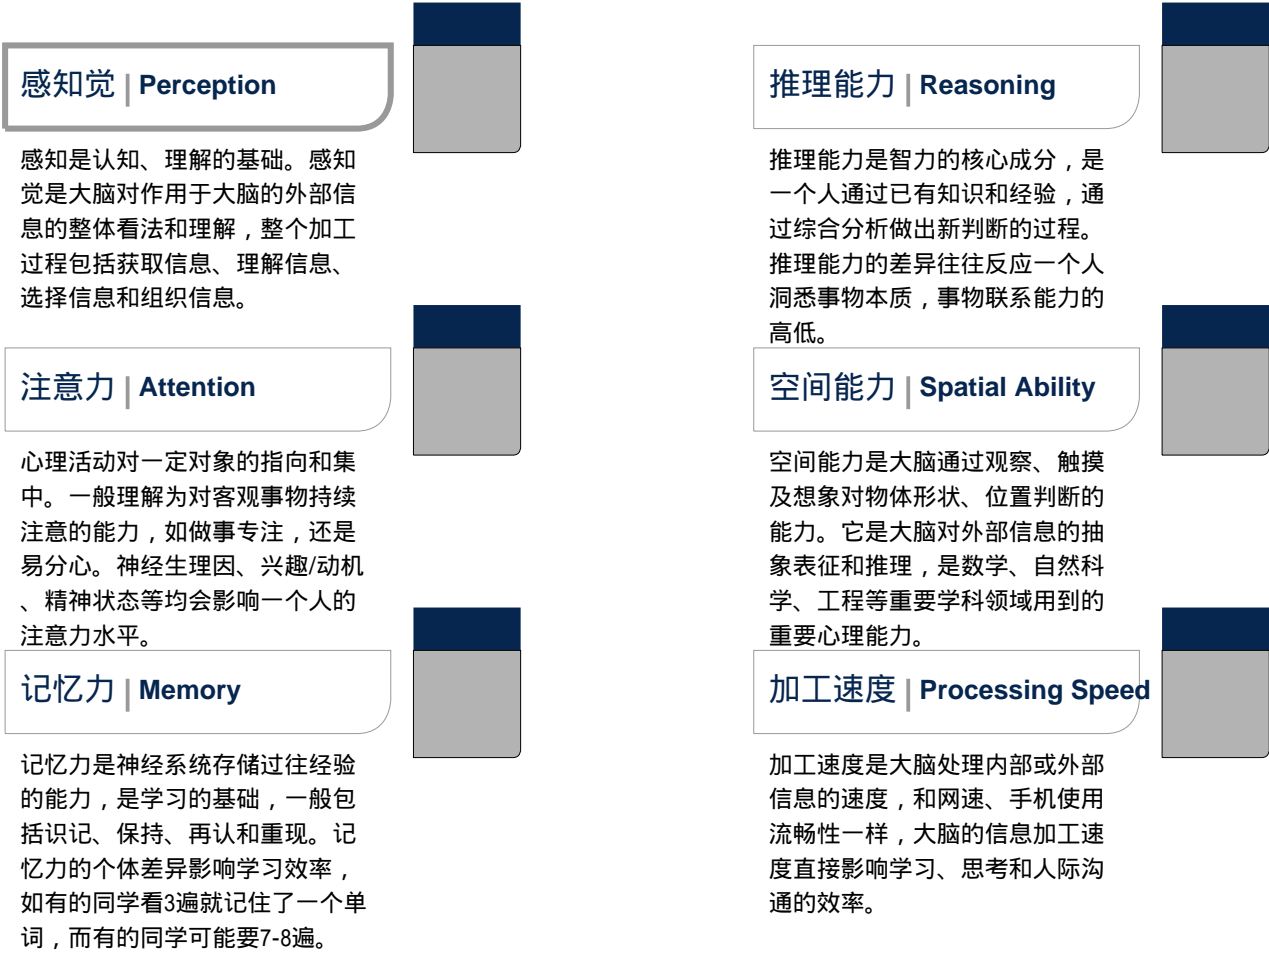 感知觉 | Perception
感知是认知、理解的基础。感知
觉是大脑对作用于大脑的外部信
息的整体看法和理解，整个加工
过程包括获取信息、理解信息、
选择信息和组织信息。
注意力 | Attention
心理活动对一定对象的指向和集
中。一般理解为对客观事物持续
注意的能力，如做事专注，还是
易分心。神经生理因、兴趣/动机
、精神状态等均会影响一个人的
注意力水平。
记忆力 | Memory
记忆力是神经系统存储过往经验
的能力，是学习的基础，一般包
括识记、保持、再认和重现。记
忆力的个体差异影响学习效率，
如有的同学看3遍就记住了一个单
词，而有的同学可能要7-8遍。
推理能力 | Reasoning
推理能力是智力的核心成分，是
一个人通过已有知识和经验，通
过综合分析做出新判断的过程。
推理能力的差异往往反应一个人
洞悉事物本质，事物联系能力的
高低。
空间能力 | Spatial Ability
空间能力是大脑通过观察、触摸
及想象对物体形状、位置判断的
能力。它是大脑对外部信息的抽
象表征和推理，是数学、自然科
学、工程等重要学科领域用到的
重要心理能力。
加工速度 | Processing Speed
加工速度是大脑处理内部或外部
信息的速度，和网速、手机使用
流畅性一样，大脑的信息加工速
度直接影响学习、思考和人际沟
通的效率。